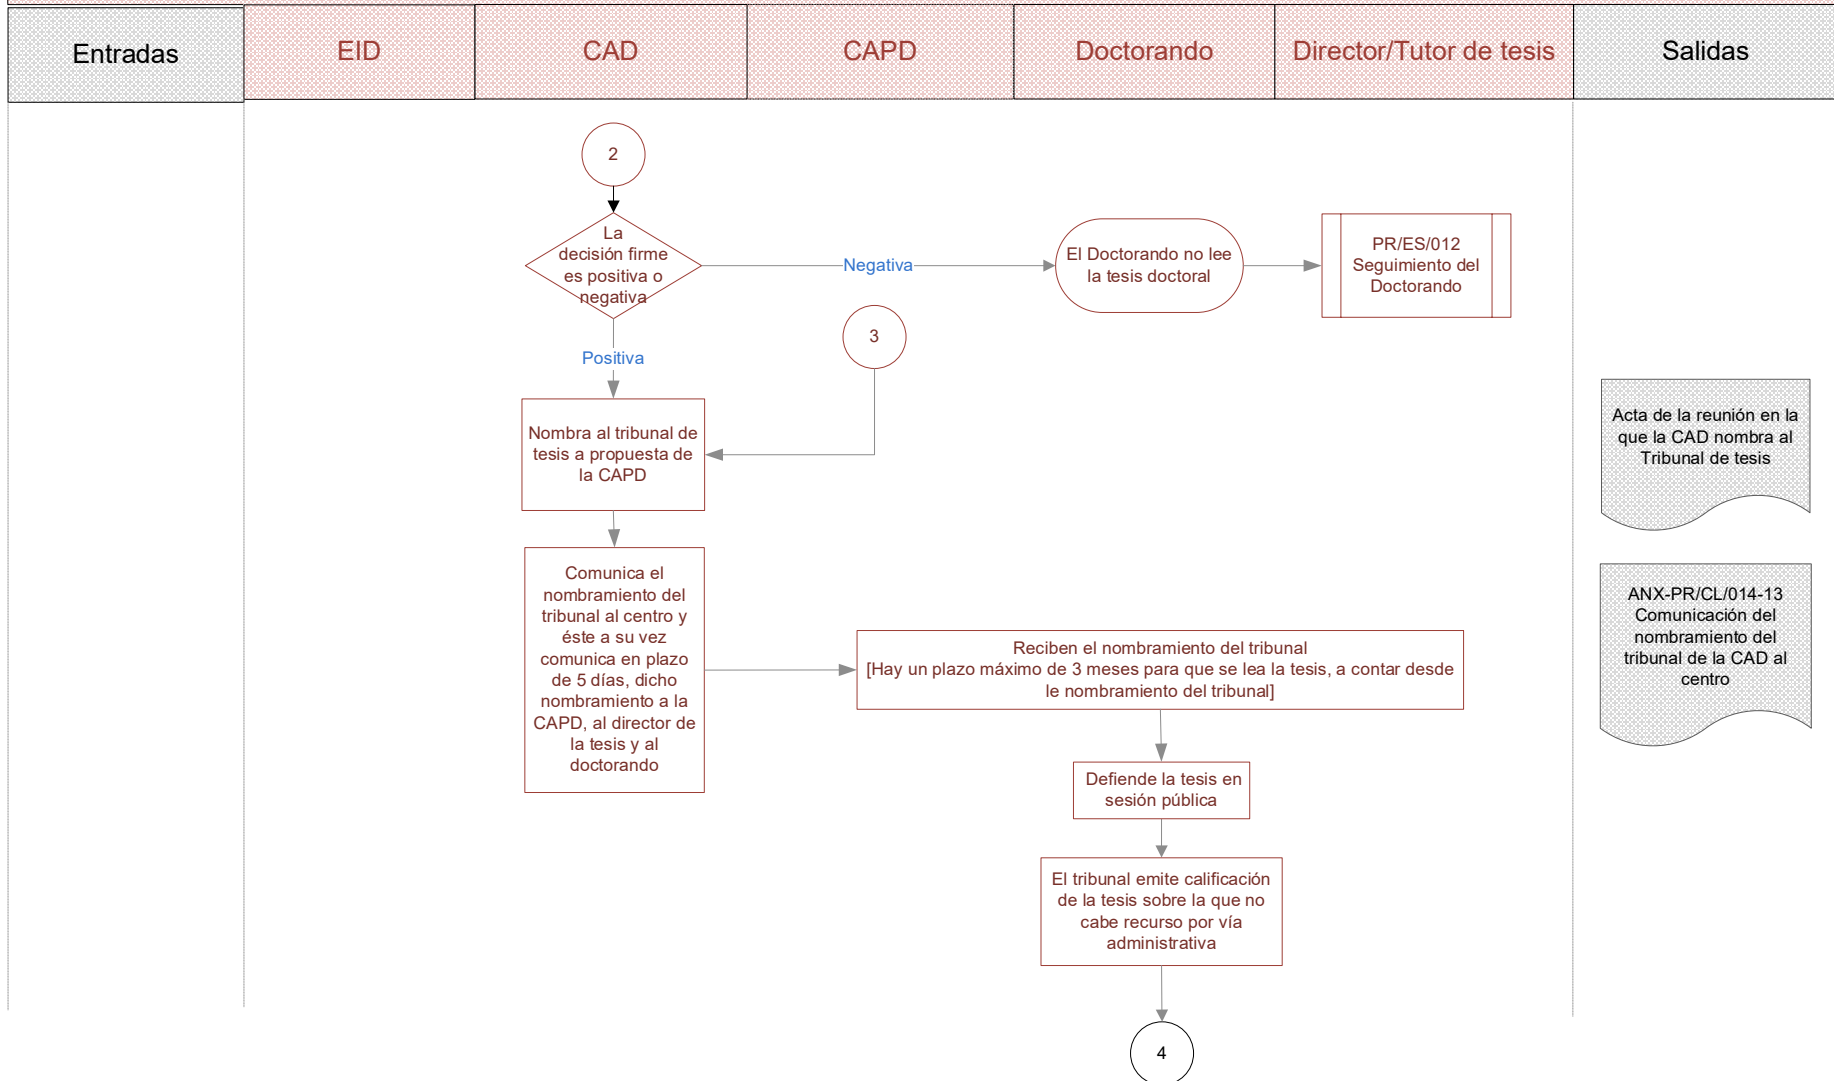 Entradas
EID
CAD
CAPD
Doctorando
Director/Tutor de tesis
Salidas
2
La
decisión firme
es positiva o
negativa
Negativa
El Doctorando no lee
la tesis doctoral
PR/ES/012
Seguimiento del
Doctorando
3
Positiva
Nombra al tribunal de
tesis a propuesta de
la CAPD
Acta de la reunión en la
que la CAD nombra al
Tribunal de tesis
Comunica el
nombramiento del
tribunal al centro y
éste a su vez
comunica en plazo
de 5 días, dicho
nombramiento a la
CAPD, al director de
la tesis y al
doctorando
Reciben el nombramiento del tribunal
[Hay un plazo máximo de 3 meses para que se lea la tesis, a contar desde
le nombramiento del tribunal]
ANX-PR/CL/014-13
Comunicación del
nombramiento del
tribunal de la CAD al
centro
Defiende la tesis en
sesión pública
El tribunal emite calificación
de la tesis sobre la que no
cabe recurso por vía
administrativa
4